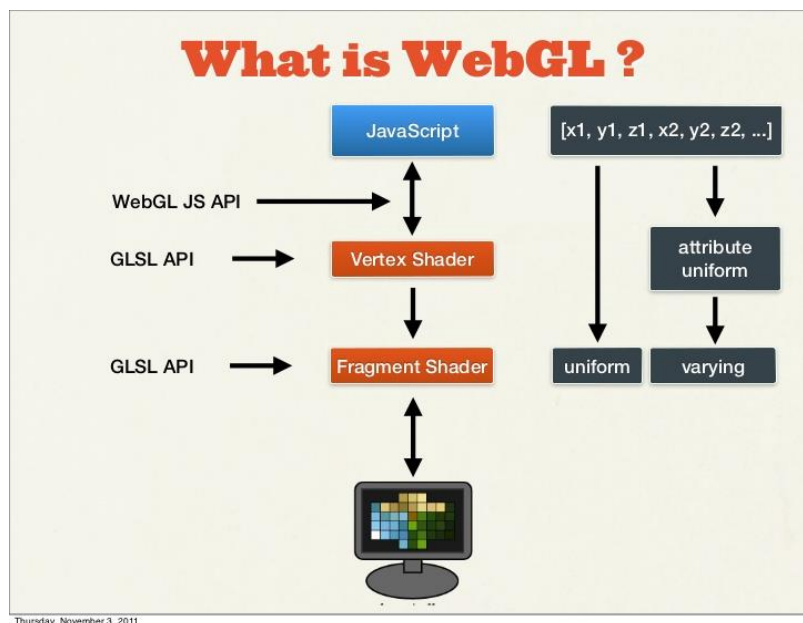 What is WebGL ?
JavaScript
[x1, y1, z1, x2, y2, z2, ...]
WebGL JS API
GLSL API
Vertex Shader
attribute
uniform
GLSL API
Fragment Shader
uniform
varying
Thursday, November 3, 2011